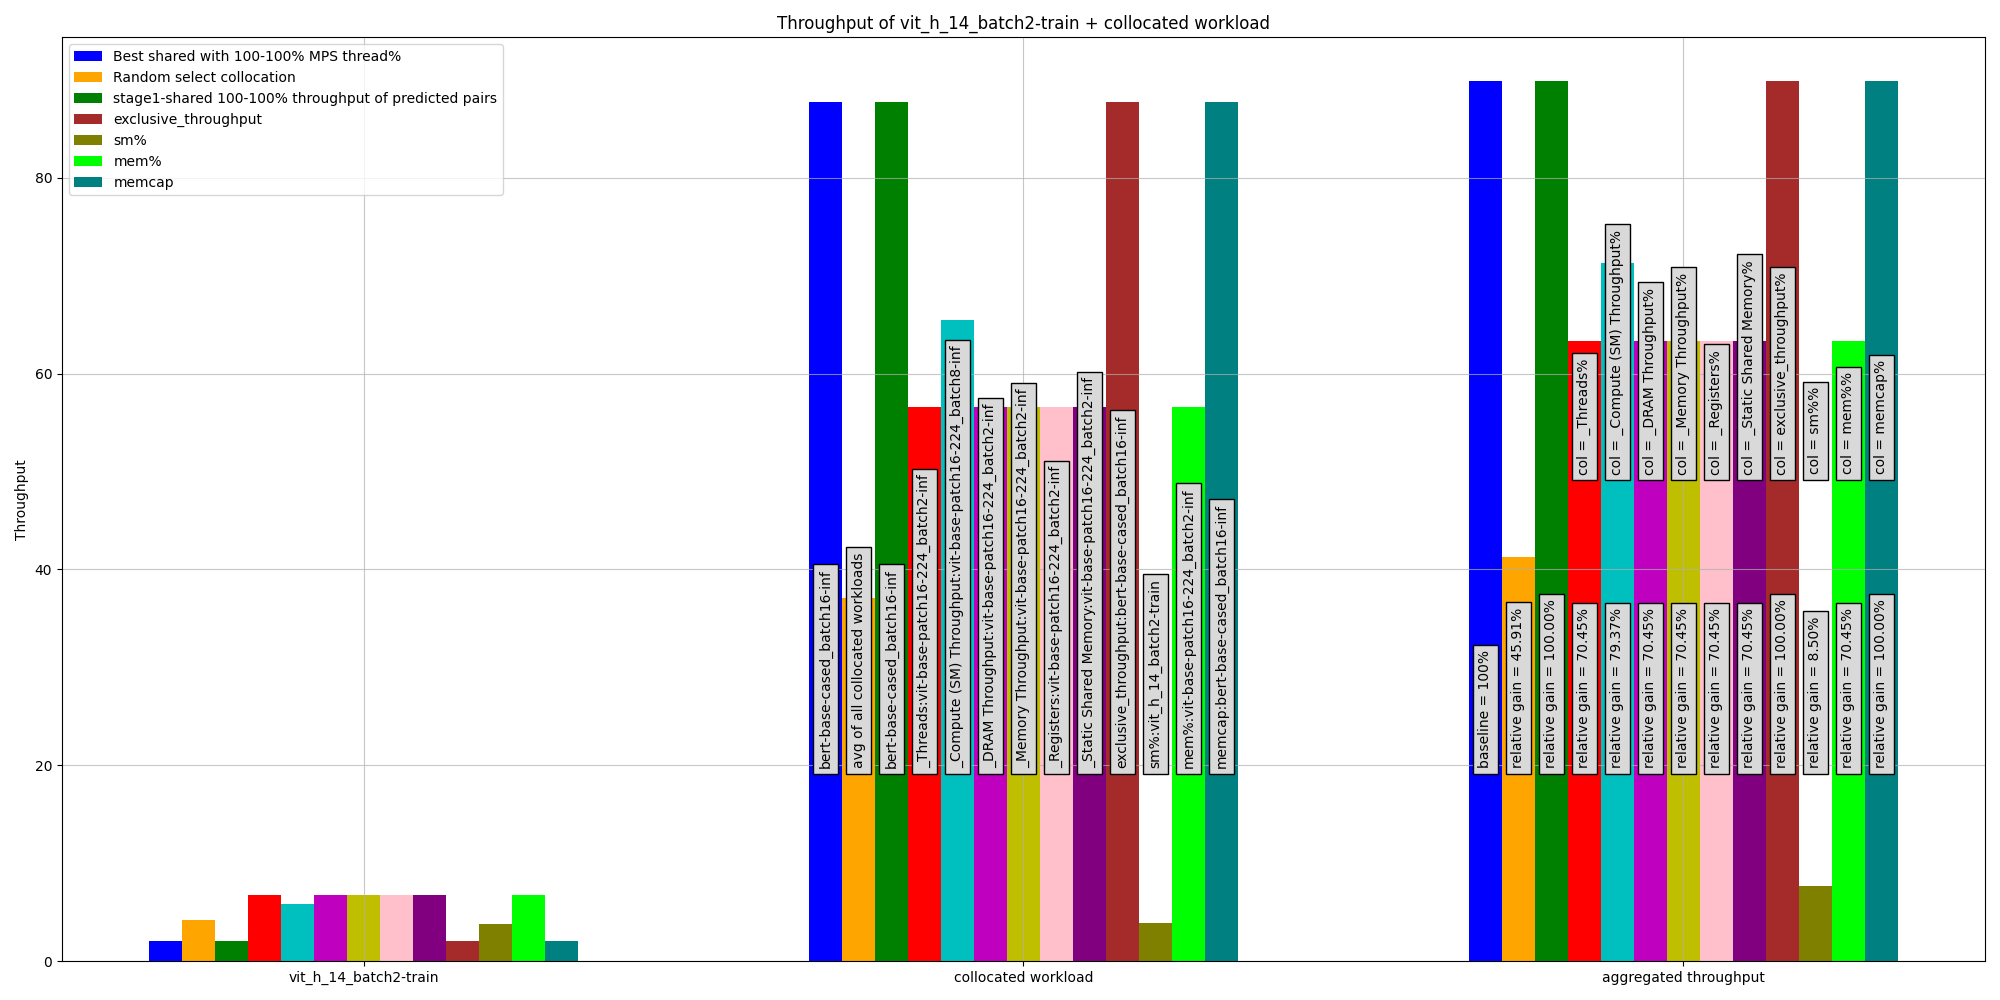 Throughput of vit_h_14_batch2-train + collocated workload
Best shared with 100-100% MPS thread%
Random select collocation
stage1-shared 100-100% throughput of predicted pairs
exclusive_throughput
sm%
mem%
memcap
Throughput
80
60
40
20
0
bert-base-cased_batch16-inf
avg of all collocated workloads
bert-base-cased_batch16-inf
_Threads:vit-base-patch16-224_batch2-inf
_Compute (SM) Throughput:vit-base-patch16-224_batch8-inf
_DRAM Throughput:vit-base-patch16-224_batch2-inf
_Memory Throughput:vit-base-patch16-224_batch2-inf
_Registers:vit-base-patch16-224_batch2-inf
_Static Shared Memory:vit-base-patch16-224_batch2-inf
exclusive_throughput:bert-base-cased_batch16-inf
sm%:vit_h_14_batch2-train
mem%:vit-base-patch16-224_batch2-inf
memcap:bert-base-cased_batch16-inf
col = _Threads%
col = _Compute (SM) Throughput%
col = _DRAM Throughput%
col = _Memory Throughput%
col = _Registers%
col = _Static Shared Memory%
col = exclusive_throughput%
col = sm%%
col = mem%%
col = memcap%
baseline = 100%
relative gain = 45.91%
relative gain = 100.00%
relative gain = 70.45%
relative gain = 79.37%
relative gain = 70.45%
relative gain = 70.45%
relative gain = 70.45%
relative gain = 70.45%
relative gain = 100.00%
relative gain = 8.50%
relative gain = 70.45%
relative gain = 100.00%
vit_h_14_batch2-train
collocated workload
aggregated throughput